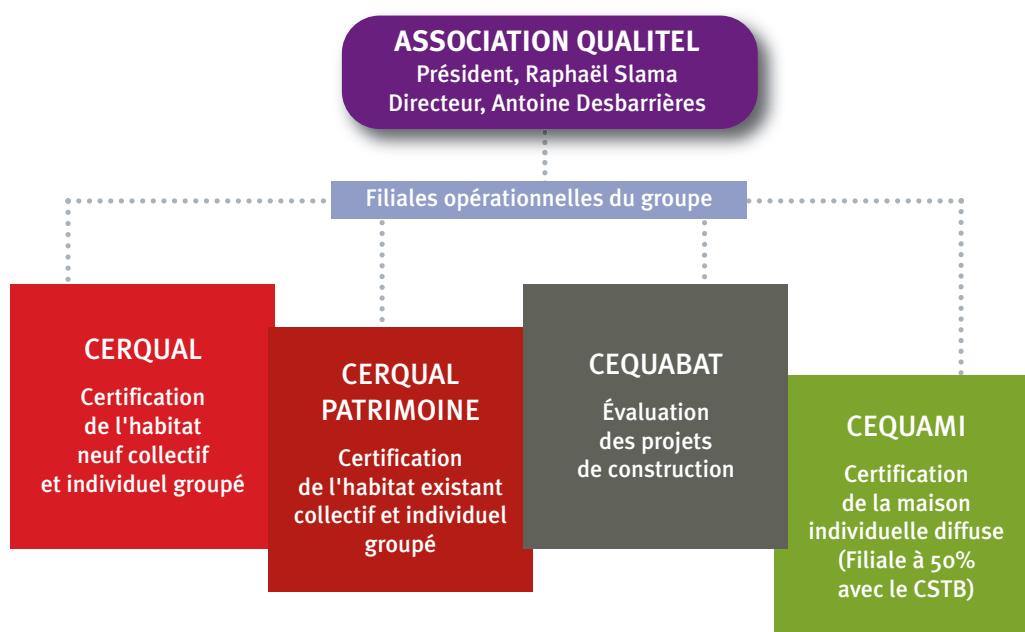 ASSOCIATION QUALITEL
Président, Raphaël Slama
Directeur, Antoine Desbarrières
Filiales opérationnelles du groupe
CERQUAL
Certification
de l'habitat
neuf collectif
et individuel groupé
CERQUAL
PATRIMOINE
Certification
de l'habitat existant
collectif et individuel
groupé
CEQUABAT
Évaluation
des projets
de construction
CEQUAMI
Certification
de la maison
individuelle diffuse
(Filiale à 50%
avec le CSTB)